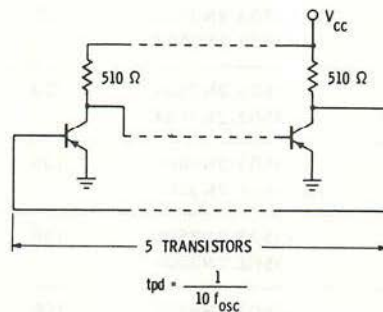 V_CC
510 Ω
510 Ω
5 TRANSISTORS
tpd = 1 / 10 f_osc